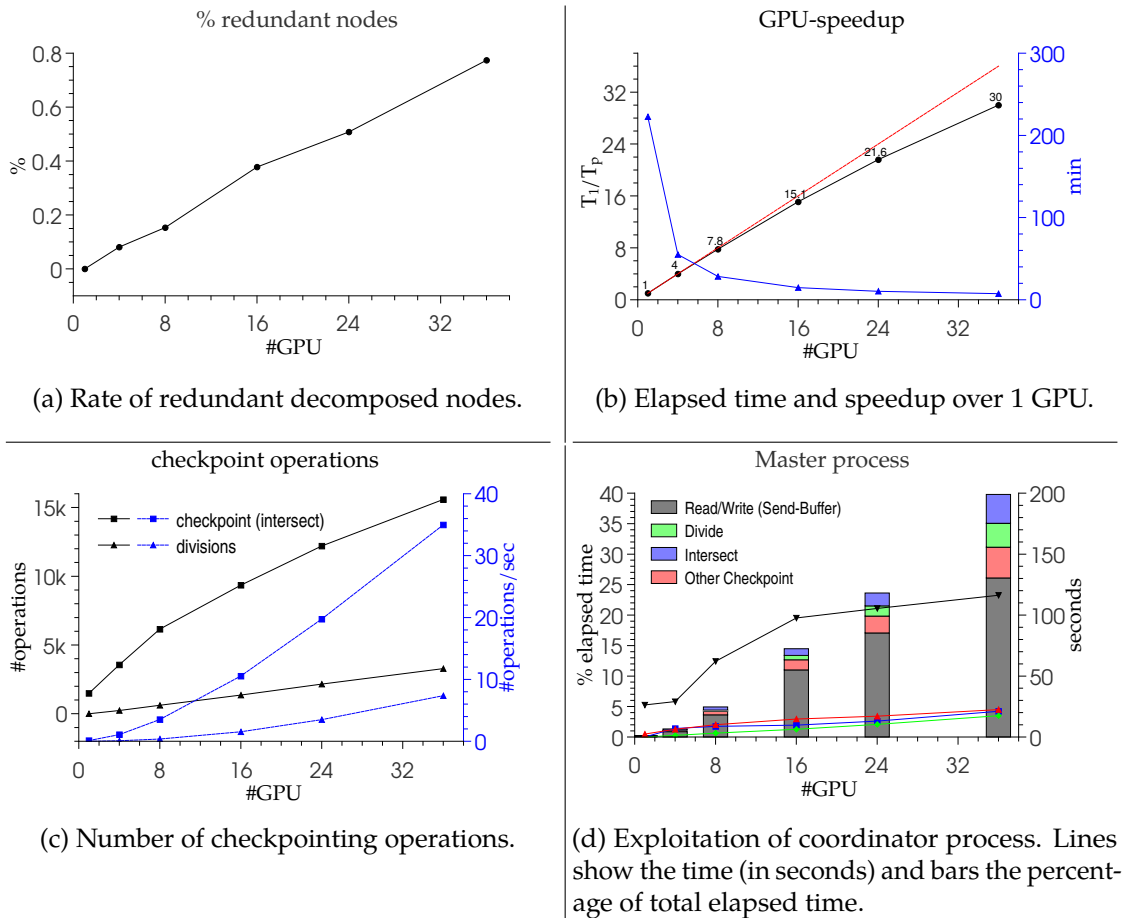 % redundant nodes
0.8
0.6
0.4
0.2
0
%
0
8
16
24
32
#GPU
(a) Rate of redundant decomposed nodes.
GPU-speedup
32
24
16
8
0
T1/Tp
300
200
100
0
min
1
4
7.8
15.1
21.6
30
0
8
16
24
32
#GPU
(b) Elapsed time and speedup over 1 GPU.
checkpoint operations
15k
10k
5k
0
#operations
40
30
20
10
0
#operations/sec
checkpoint (intersect)
divisions
0
8
16
24
32
#GPU
(c) Number of checkpointing operations.
Master process
40
35
30
25
20
15
10
5
0
% elapsed time
200
150
100
50
0
seconds
Read/Write (Send-Buffer)
Divide
Intersect
Other Checkpoint
0
8
16
24
32
#GPU
(d) Exploitation of coordinator process. Lines
show the time (in seconds) and bars the percent-
age of total elapsed time.